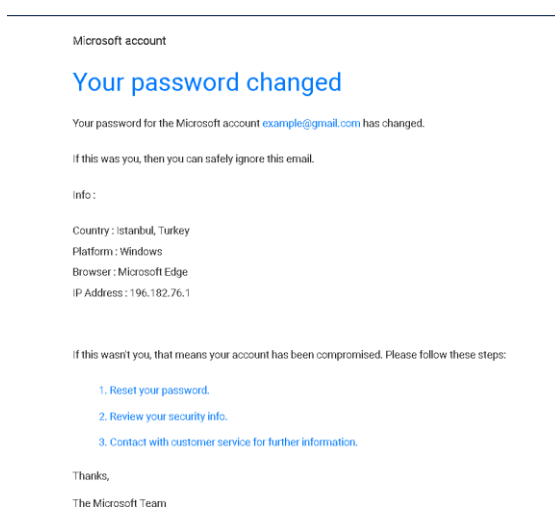 Microsoft account
Your password changed
Your password for the Microsoft account example@gmail.com has changed.
If this was you, then you can safely ignore this email.
Info :
Country : Istanbul, Turkey
Platform : Windows
Browser : Microsoft Edge
IP Address : 196.182.76.1
If this wasn't you, that means your account has been compromised. Please follow these steps:
1. Reset your password.
2. Review your security info.
3. Contact with customer service for further information.
Thanks,
The Microsoft Team